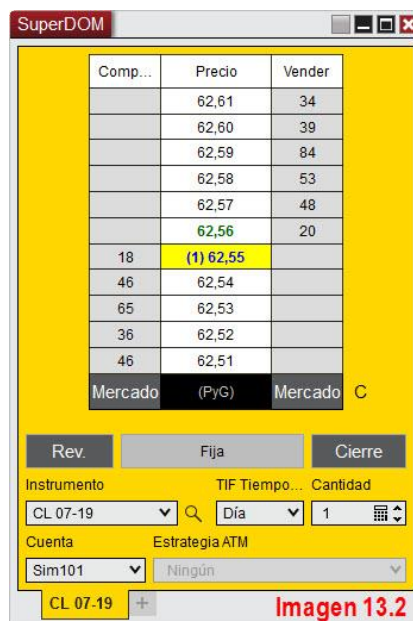 SuperDOM
Comp... Precio Vender
62,61 34
62,60 39
62,59 84
62,58 53
62,57 48
62,56 20
18 (1) 62,55
46 62,54
65 62,53
36 62,52
46 62,51
Mercado (PyG) Mercado C
Rev. Fija Cierre
Instrumento TIF Tiempo... Cantidad
CL 07-19 Día 1
Cuenta Estrategia ATM
Sim101 Ningún
CL 07-19 + Imagen 13.2